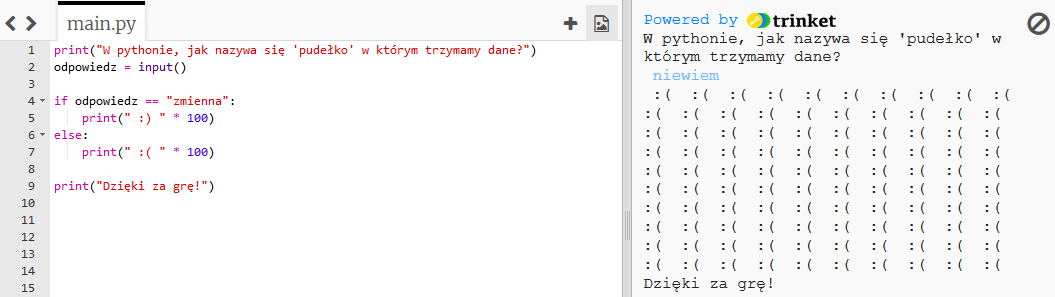 main.py
1 print("W pythonie, jak nazywa się 'pudełko' w którym trzymamy dane?")
2 odpowiedz = input()
3
4 if odpowiedz == "zmienna":
5     print(" :) " * 100)
6 else:
7     print(" :( " * 100)
8
9 print("Dzięki za grę!")
10
11
12
13
14
15
Powered by trinket
W pythonie, jak nazywa się 'pudełko' w
którym trzymamy dane?
niewiem
 :(  :(  :(  :(  :(  :(  :(  :(  :(  :(
:(  :(  :(  :(  :(  :(  :(  :(  :(  :(
:(  :(  :(  :(  :(  :(  :(  :(  :(  :(
:(  :(  :(  :(  :(  :(  :(  :(  :(  :(
:(  :(  :(  :(  :(  :(  :(  :(  :(  :(
:(  :(  :(  :(  :(  :(  :(  :(  :(  :(
:(  :(  :(  :(  :(  :(  :(  :(  :(  :(
:(  :(  :(  :(  :(  :(  :(  :(  :(  :(
:(  :(  :(  :(  :(  :(  :(  :(  :(  :(
:(  :(  :(  :(  :(  :(  :(  :(  :(  :(
Dzięki za grę!